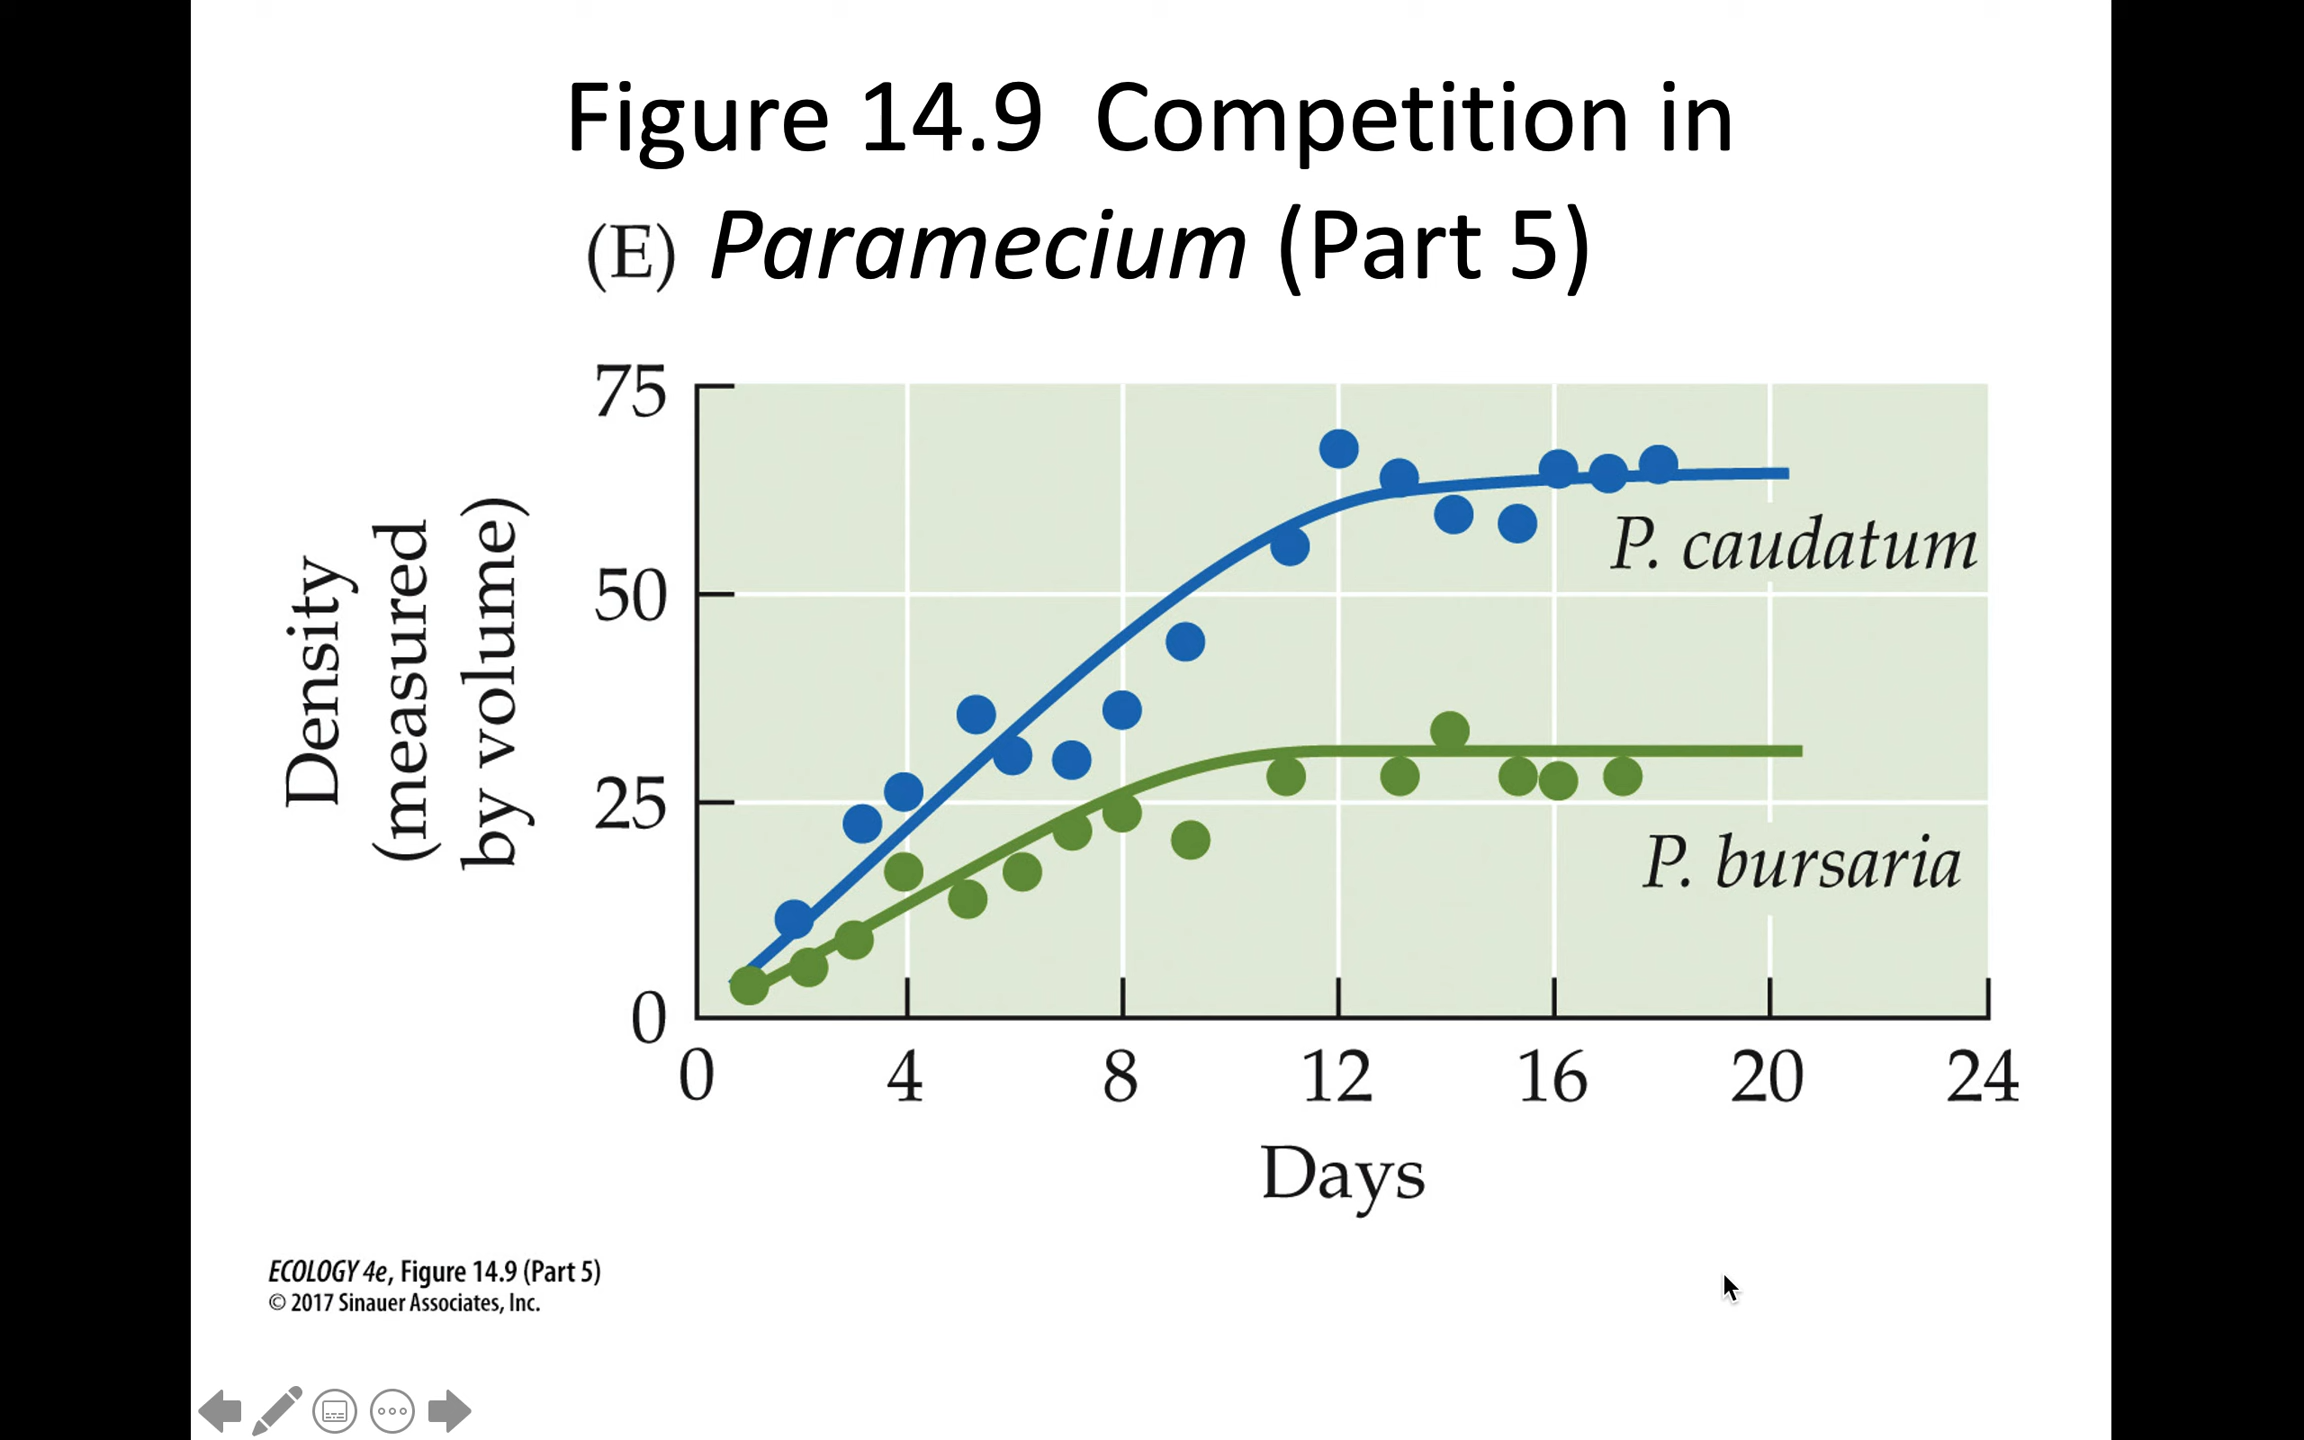 Figure 14.9  Competition in
(E) Paramecium (Part 5)
Density
(measured
by volume)
75
50
25
0
P. caudatum
P. bursaria
0 4 8 12 16 20 24
Days
ECOLOGY 4e, Figure 14.9 (Part 5)
© 2017 Sinauer Associates, Inc.